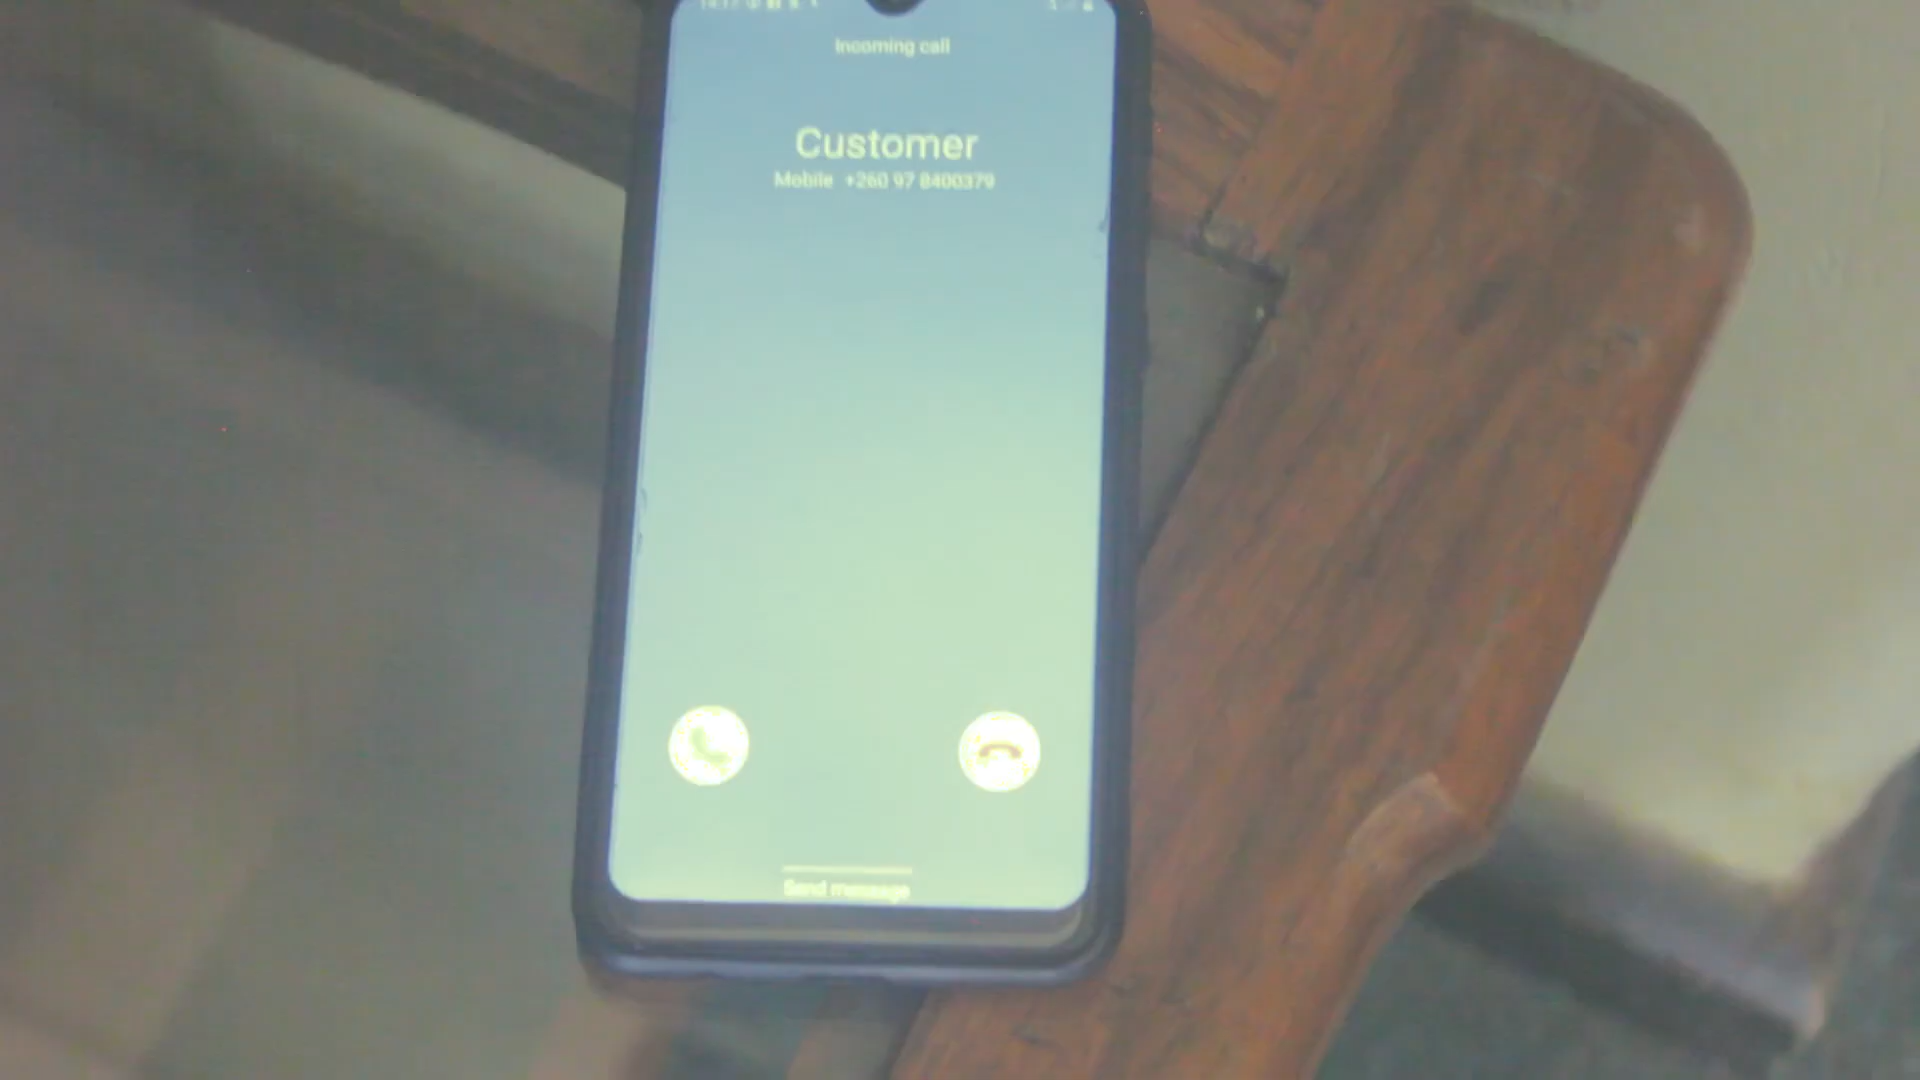 Incoming call
Customer
Mobile +260 97 8400379
Send message